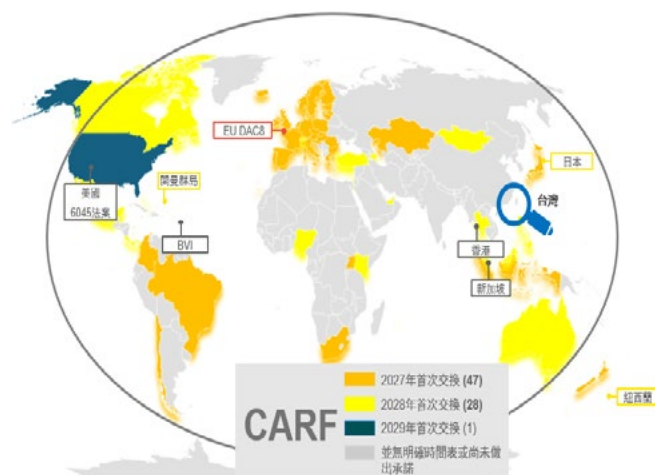 EU DAC8
日本
台灣
美國
6045法案
開曼群島
BVI
香港
新加坡
紐西蘭
CARF
2027年首次交換 (47)
2028年首次交換 (28)
2029年首次交換 (1)
並無明確時間表或尚未做
出承諾